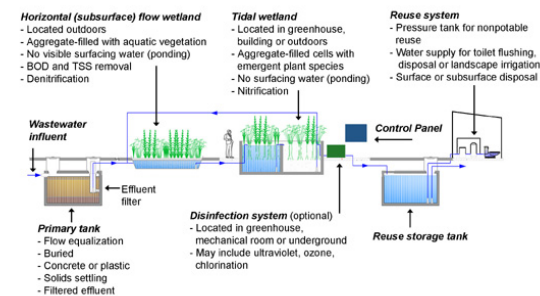 Horizontal (subsurface) flow wetland
- Located outdoors
- Aggregate-filled with aquatic vegetation
- No visible surfacing water (ponding)
- BOD and TSS removal
- Denitrification
Tidal wetland
- Located in greenhouse,
building or outdoors
- Aggregate-filled cells with
emergent plant species
- No surfacing water (ponding)
- Nitrification
Reuse system
- Pressure tank for nonpotable
reuse
- Water supply for toilet flushing,
disposal or landscape irrigation
- Surface or subsurface disposal
Wastewater
influent
Control Panel
Effluent
filter
Primary tank
- Flow equalization
- Buried
- Concrete or plastic
- Solids settling
- Filtered effluent
Disinfection system (optional)
- Located in greenhouse,
mechanical room or underground
- May include ultraviolet, ozone,
chlorination
Reuse storage tank